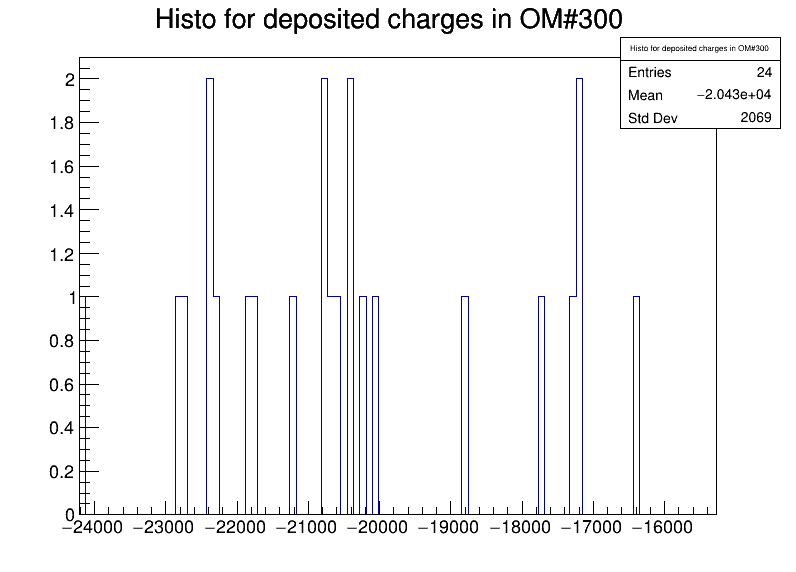 Histo for deposited charges in OM#300
Histo for deposited charges in OM#300
Entries 24
Mean −2.043e+04
Std Dev 2069
2
1.8
1.6
1.4
1.2
1
0.8
0.6
0.4
0.2
0
−24000 −23000 −22000 −21000 −20000 −19000 −18000 −17000 −16000